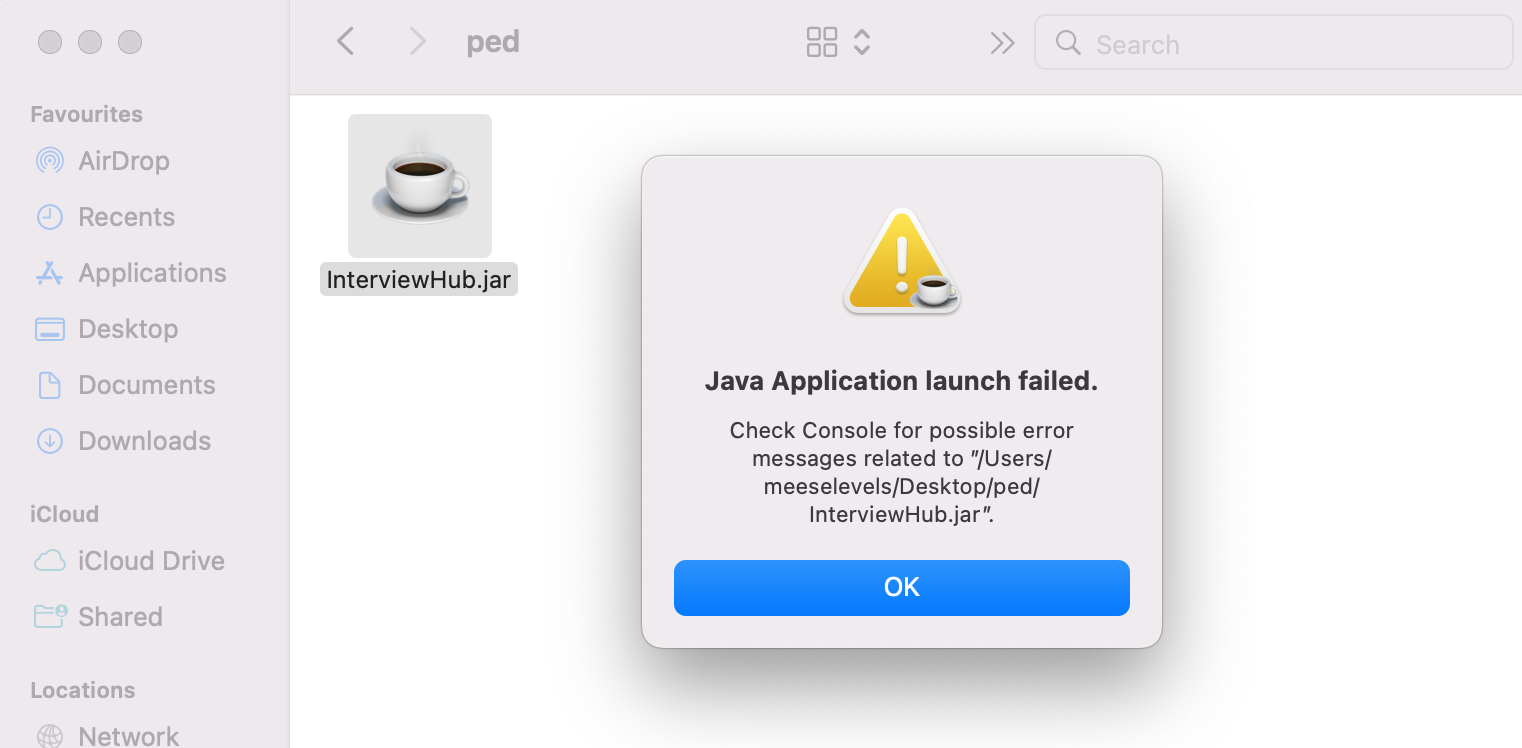 ped
Search
Favourites
AirDrop
Recents
Applications
Desktop
Documents
Downloads
iCloud
iCloud Drive
Shared
Locations
Network
InterviewHub.jar
Java Application launch failed.
Check Console for possible error
messages related to "/Users/
meeselevels/Desktop/ped/
InterviewHub.jar".
OK